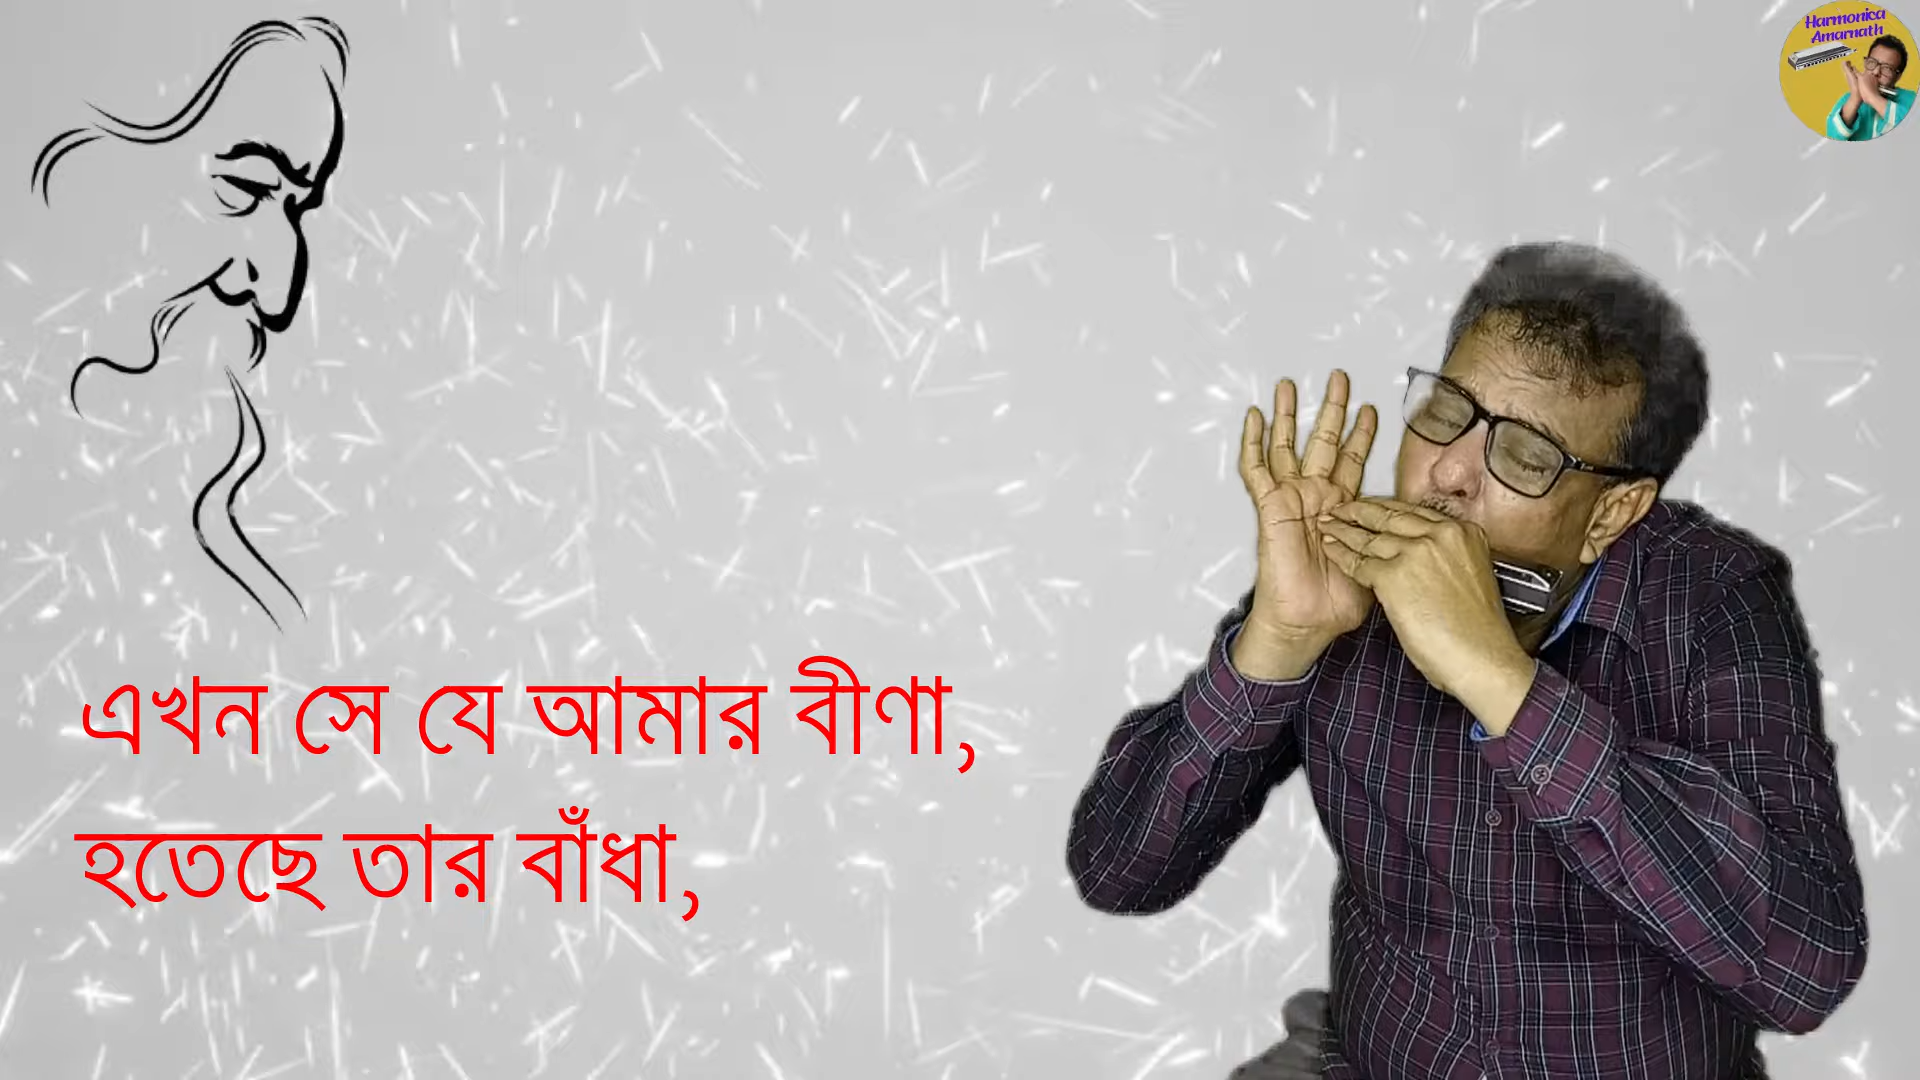 Harmonica
Amarnath
এখন সে যে আমার বীণা,
হতেছে তার বাঁধা,